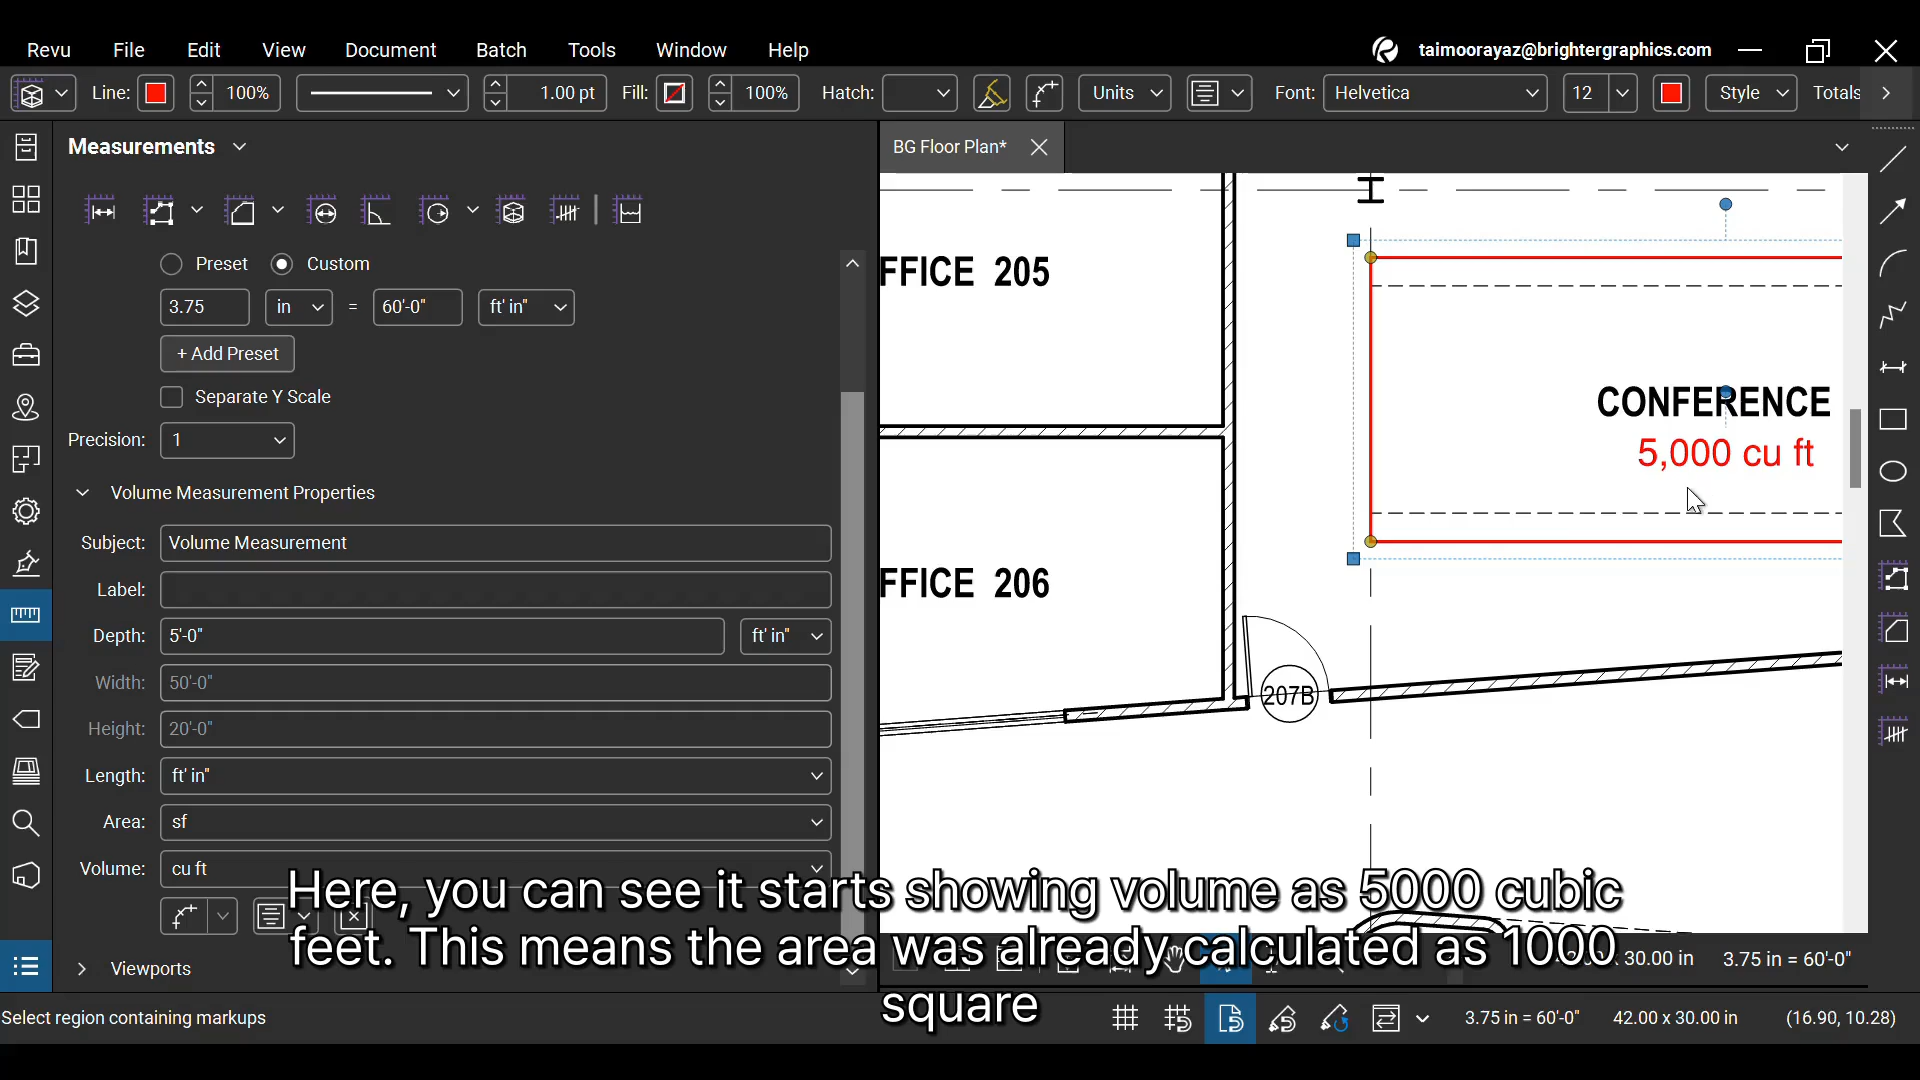 Revu File Edit View Document Batch Tools Window Help taimoorayaz@brightergraphics.com
Line: 100% 1.00 pt Fill: 100% Hatch: Units Font: Helvetica 12 Style Totals
Measurements
BG Floor Plan*
Preset Custom
3.75 in = 60'-0" ft' in"
+ Add Preset
Separate Y Scale
Precision: 1
Volume Measurement Properties
Subject: Volume Measurement
Label:
Depth: 5'-0" ft' in"
Width: 50'-0"
Height: 20'-0"
Length: ft' in"
Area: sf
Volume: cu ft
Viewports
FFICE 205
CONFERENCE
5,000 cu ft
FFICE 206
207B
Here, you can see it starts showing volume as 5000 cubic
feet. This means the area was already calculated as 1000
square
x 30.00 in 3.75 in = 60'-0"
Select region containing markups
3.75 in = 60'-0" 42.00 x 30.00 in (16.90, 10.28)